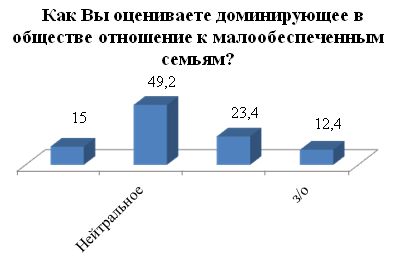 Как Вы оцениваете доминирующее в
обществе отношение к малообеспеченным
семьям?
49,2
15
23,4
12,4
Нейтральное
з/о